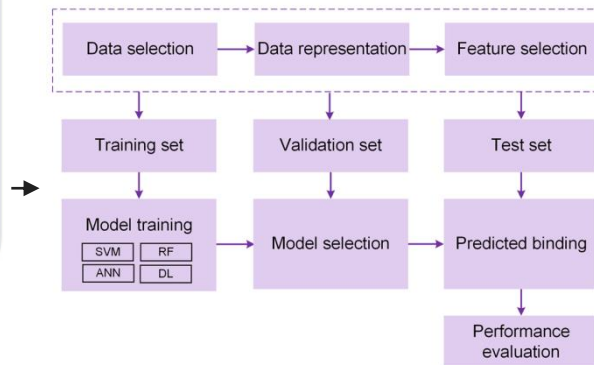 Data selection
Data representation
Feature selection
Training set
Validation set
Test set
Model training
SVM
RF
ANN
DL
Model selection
Predicted binding
Performance
evaluation